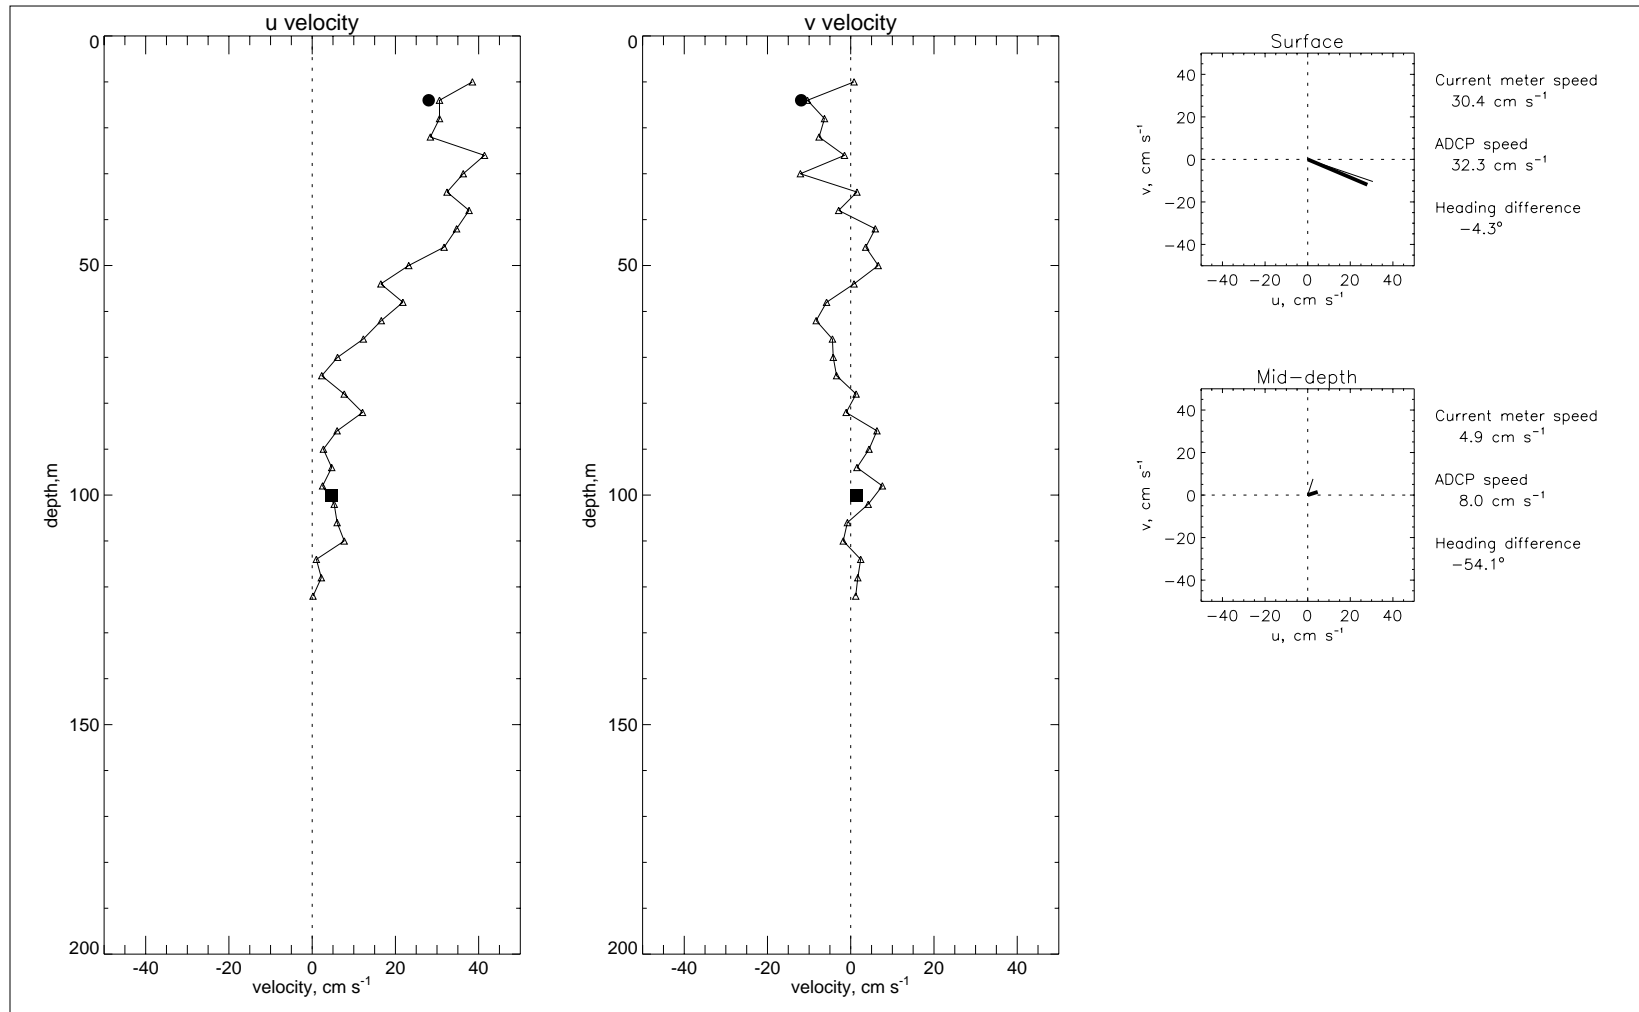 u velocity
0
50
100
150
200
depth,m
-40 -20 0 20 40
velocity, cm s⁻¹
v velocity
0
50
100
150
200
depth,m
-40 -20 0 20 40
velocity, cm s⁻¹
Surface
40
20
0
−20
−40
v, cm s⁻¹
−40 −20 0 20 40
u, cm s⁻¹
Current meter speed
30.4 cm s⁻¹
ADCP speed
32.3 cm s⁻¹
Heading difference
−4.3°
Mid−depth
40
20
0
−20
−40
v, cm s⁻¹
−40 −20 0 20 40
u, cm s⁻¹
Current meter speed
4.9 cm s⁻¹
ADCP speed
8.0 cm s⁻¹
Heading difference
−54.1°